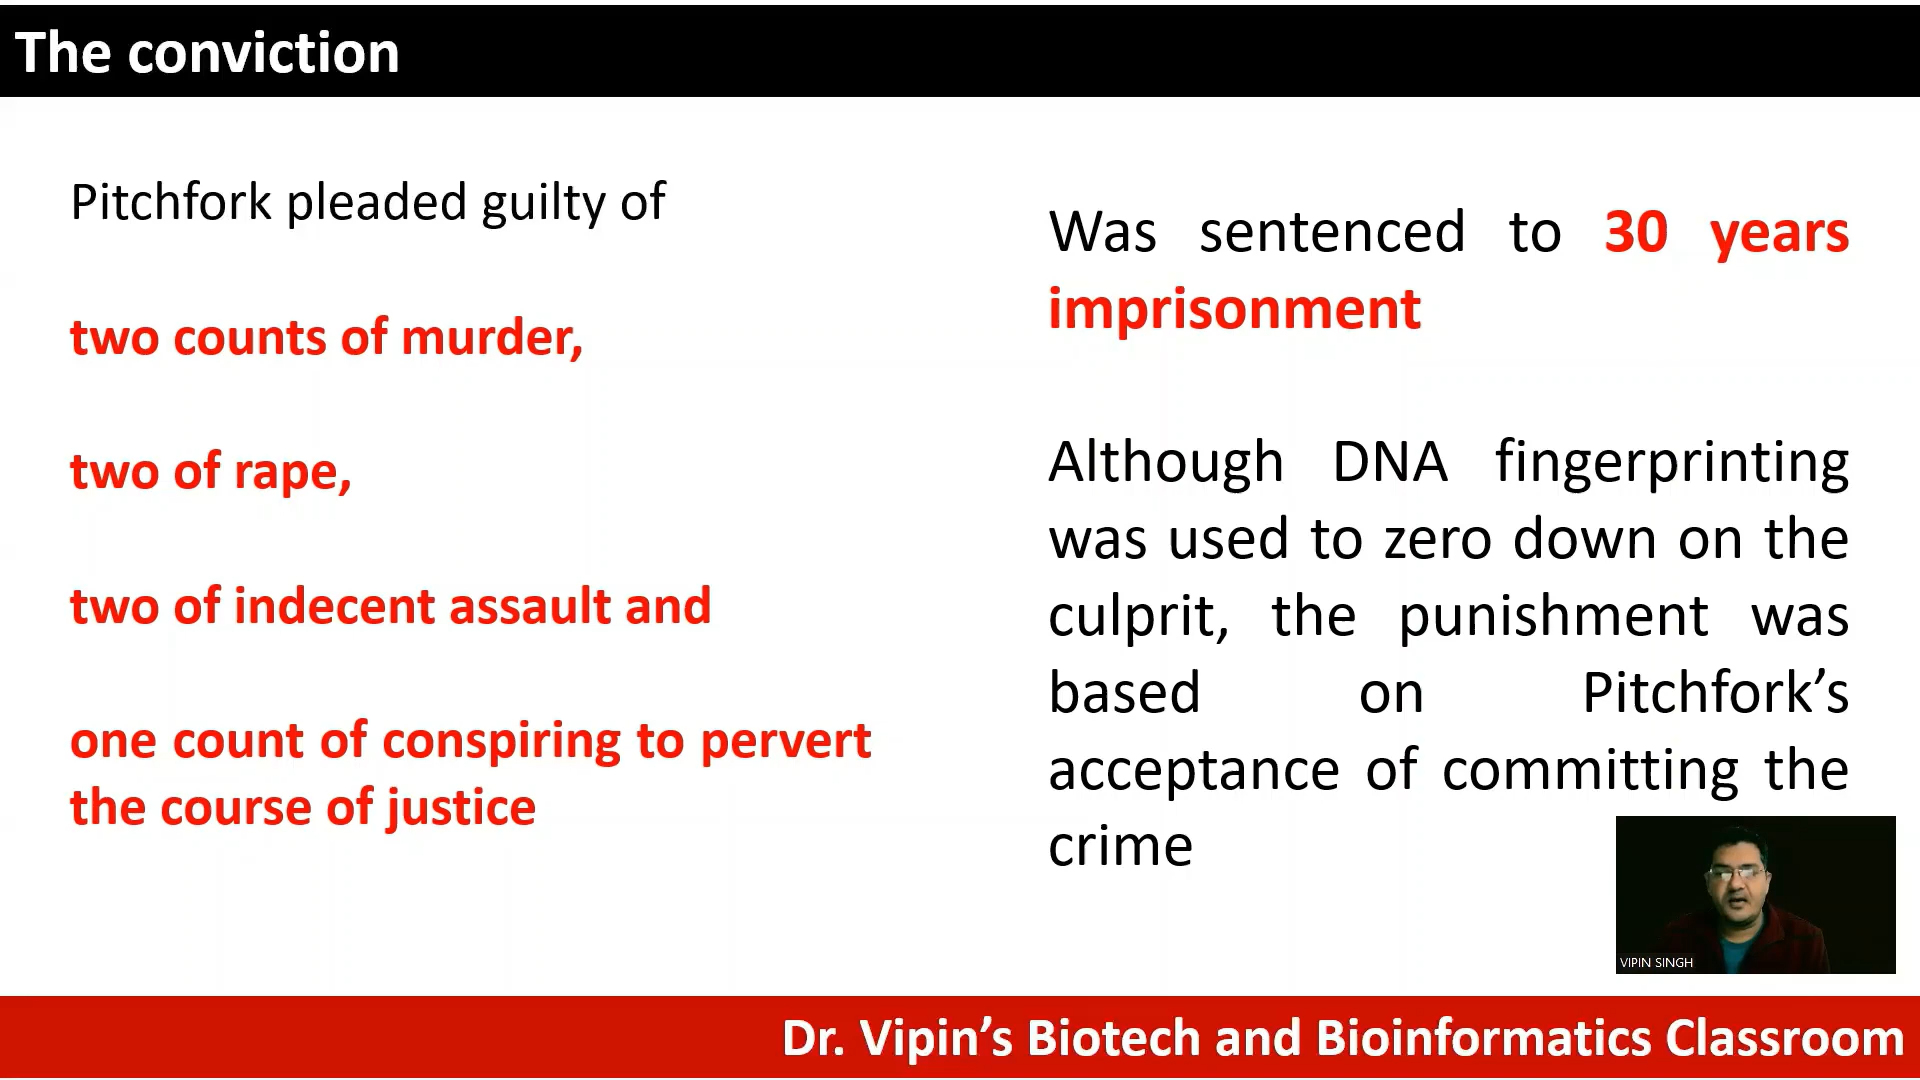 The conviction
Pitchfork pleaded guilty of
two counts of murder,
two of rape,
two of indecent assault and
one count of conspiring to pervert
the course of justice
Was sentenced to 30 years
imprisonment
Although DNA fingerprinting
was used to zero down on the
culprit, the punishment was
based on Pitchfork’s
acceptance of committing the
crime
VIPIN SINGH
Dr. Vipin’s Biotech and Bioinformatics Classroom